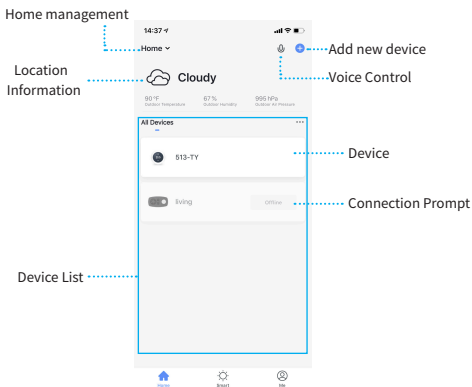 Home management
14:37
Home
Add new device
Location
Information
Cloudy
Voice Control
90 °F
67%
995 hPa
Outdoor Temperature
Outdoor Humidity
Outdoor Air Pressure
All Devices
...
513-TY
Device
living
Offline
Connection Prompt
Device List
Home
Smart
Me